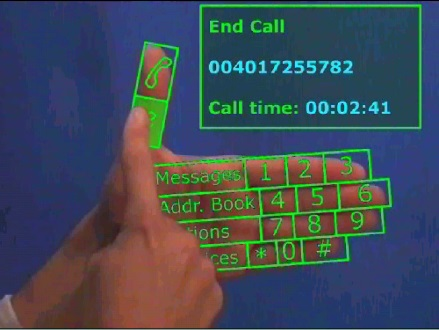 End Call
004017255782
Call time: 00:02:41
Messages 1 2 3
Addr. Book 4 5 6
7 8 9
* 0 #